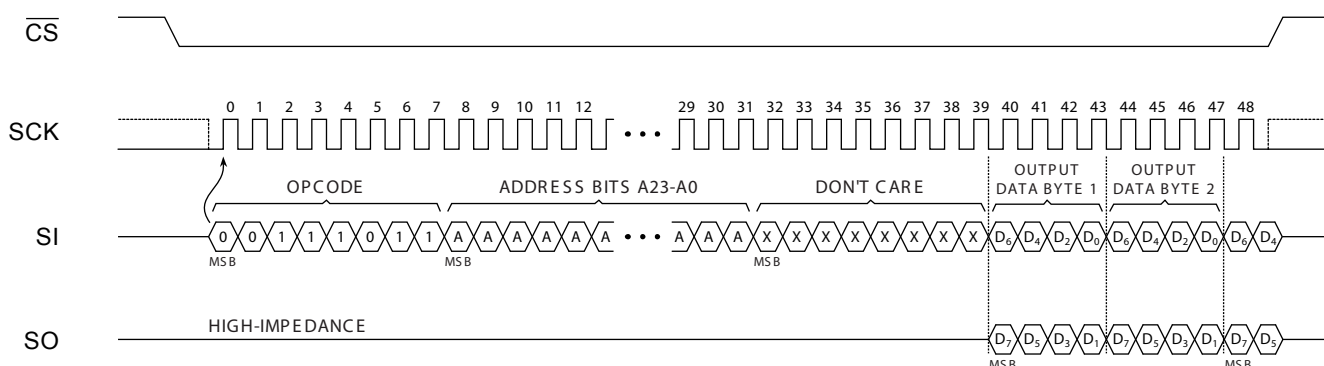 CS
0 1 2 3 4 5 6 7 8 9 10 11 12 29 30 31 32 33 34 35 36 37 38 39 40 41 42 43 44 45 46 47 48
SCK
OPCODE ADDRESS BITS A23-A0 DON'T CARE OUTPUT DATA BYTE 1 OUTPUT DATA BYTE 2
SI 0 0 1 1 1 0 1 1 A A A A A A A A A X X X X X X X X D6 D4 D2 D0 D6 D4 D2 D0 D6 D4
MSB MSB MSB
HIGH-IMPEDANCE
SO D7 D5 D3 D1 D7 D5 D3 D1 D7 D5
MSB MSB